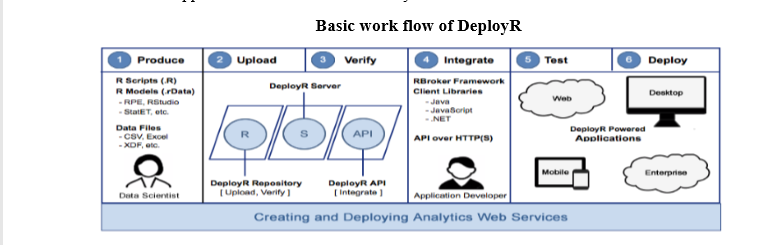 Basic work flow of DeployR
1 Produce
2 Upload
3 Verify
4 Integrate
5 Test
6 Deploy
R Scripts (.R)
R Models (.rData)
- RPE, RStudio
- StatET, etc.
Data Files
- CSV, Excel
- XDF, etc.
Data Scientist
DeployR Server
R
S
API
DeployR Repository
[ Upload, Verify ]
DeployR API
[ Integrate ]
RBroker Framework
Client Libraries
- Java
- JavaScript
- .NET
API over HTTP(S)
Application Developer
Web
Desktop
DeployR Powered
Applications
Mobile
Enterprise
Creating and Deploying Analytics Web Services